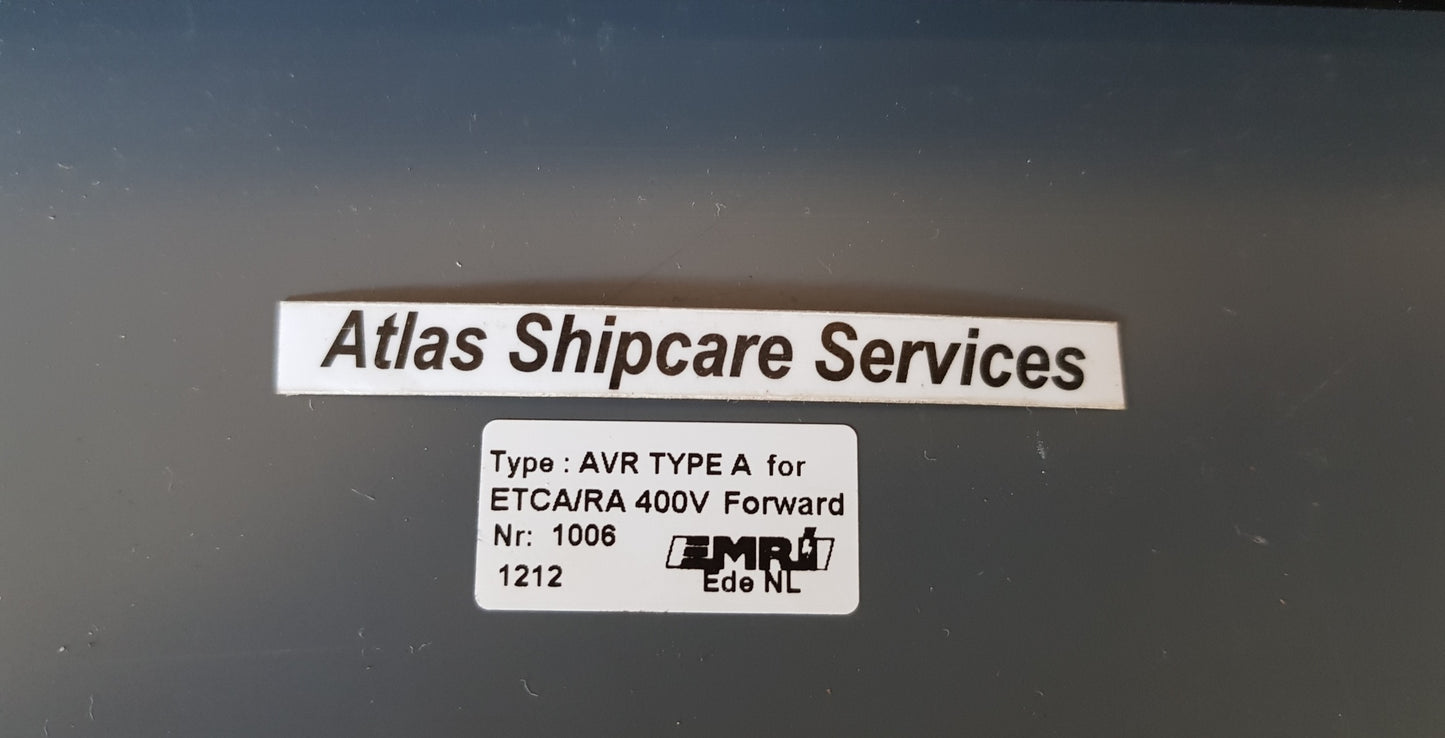 Atlas Shipcare Services
Type : AVR TYPE A for
ETCA/RA 400V Forward
Nr: 1006
EMRI
1212
Ede NL